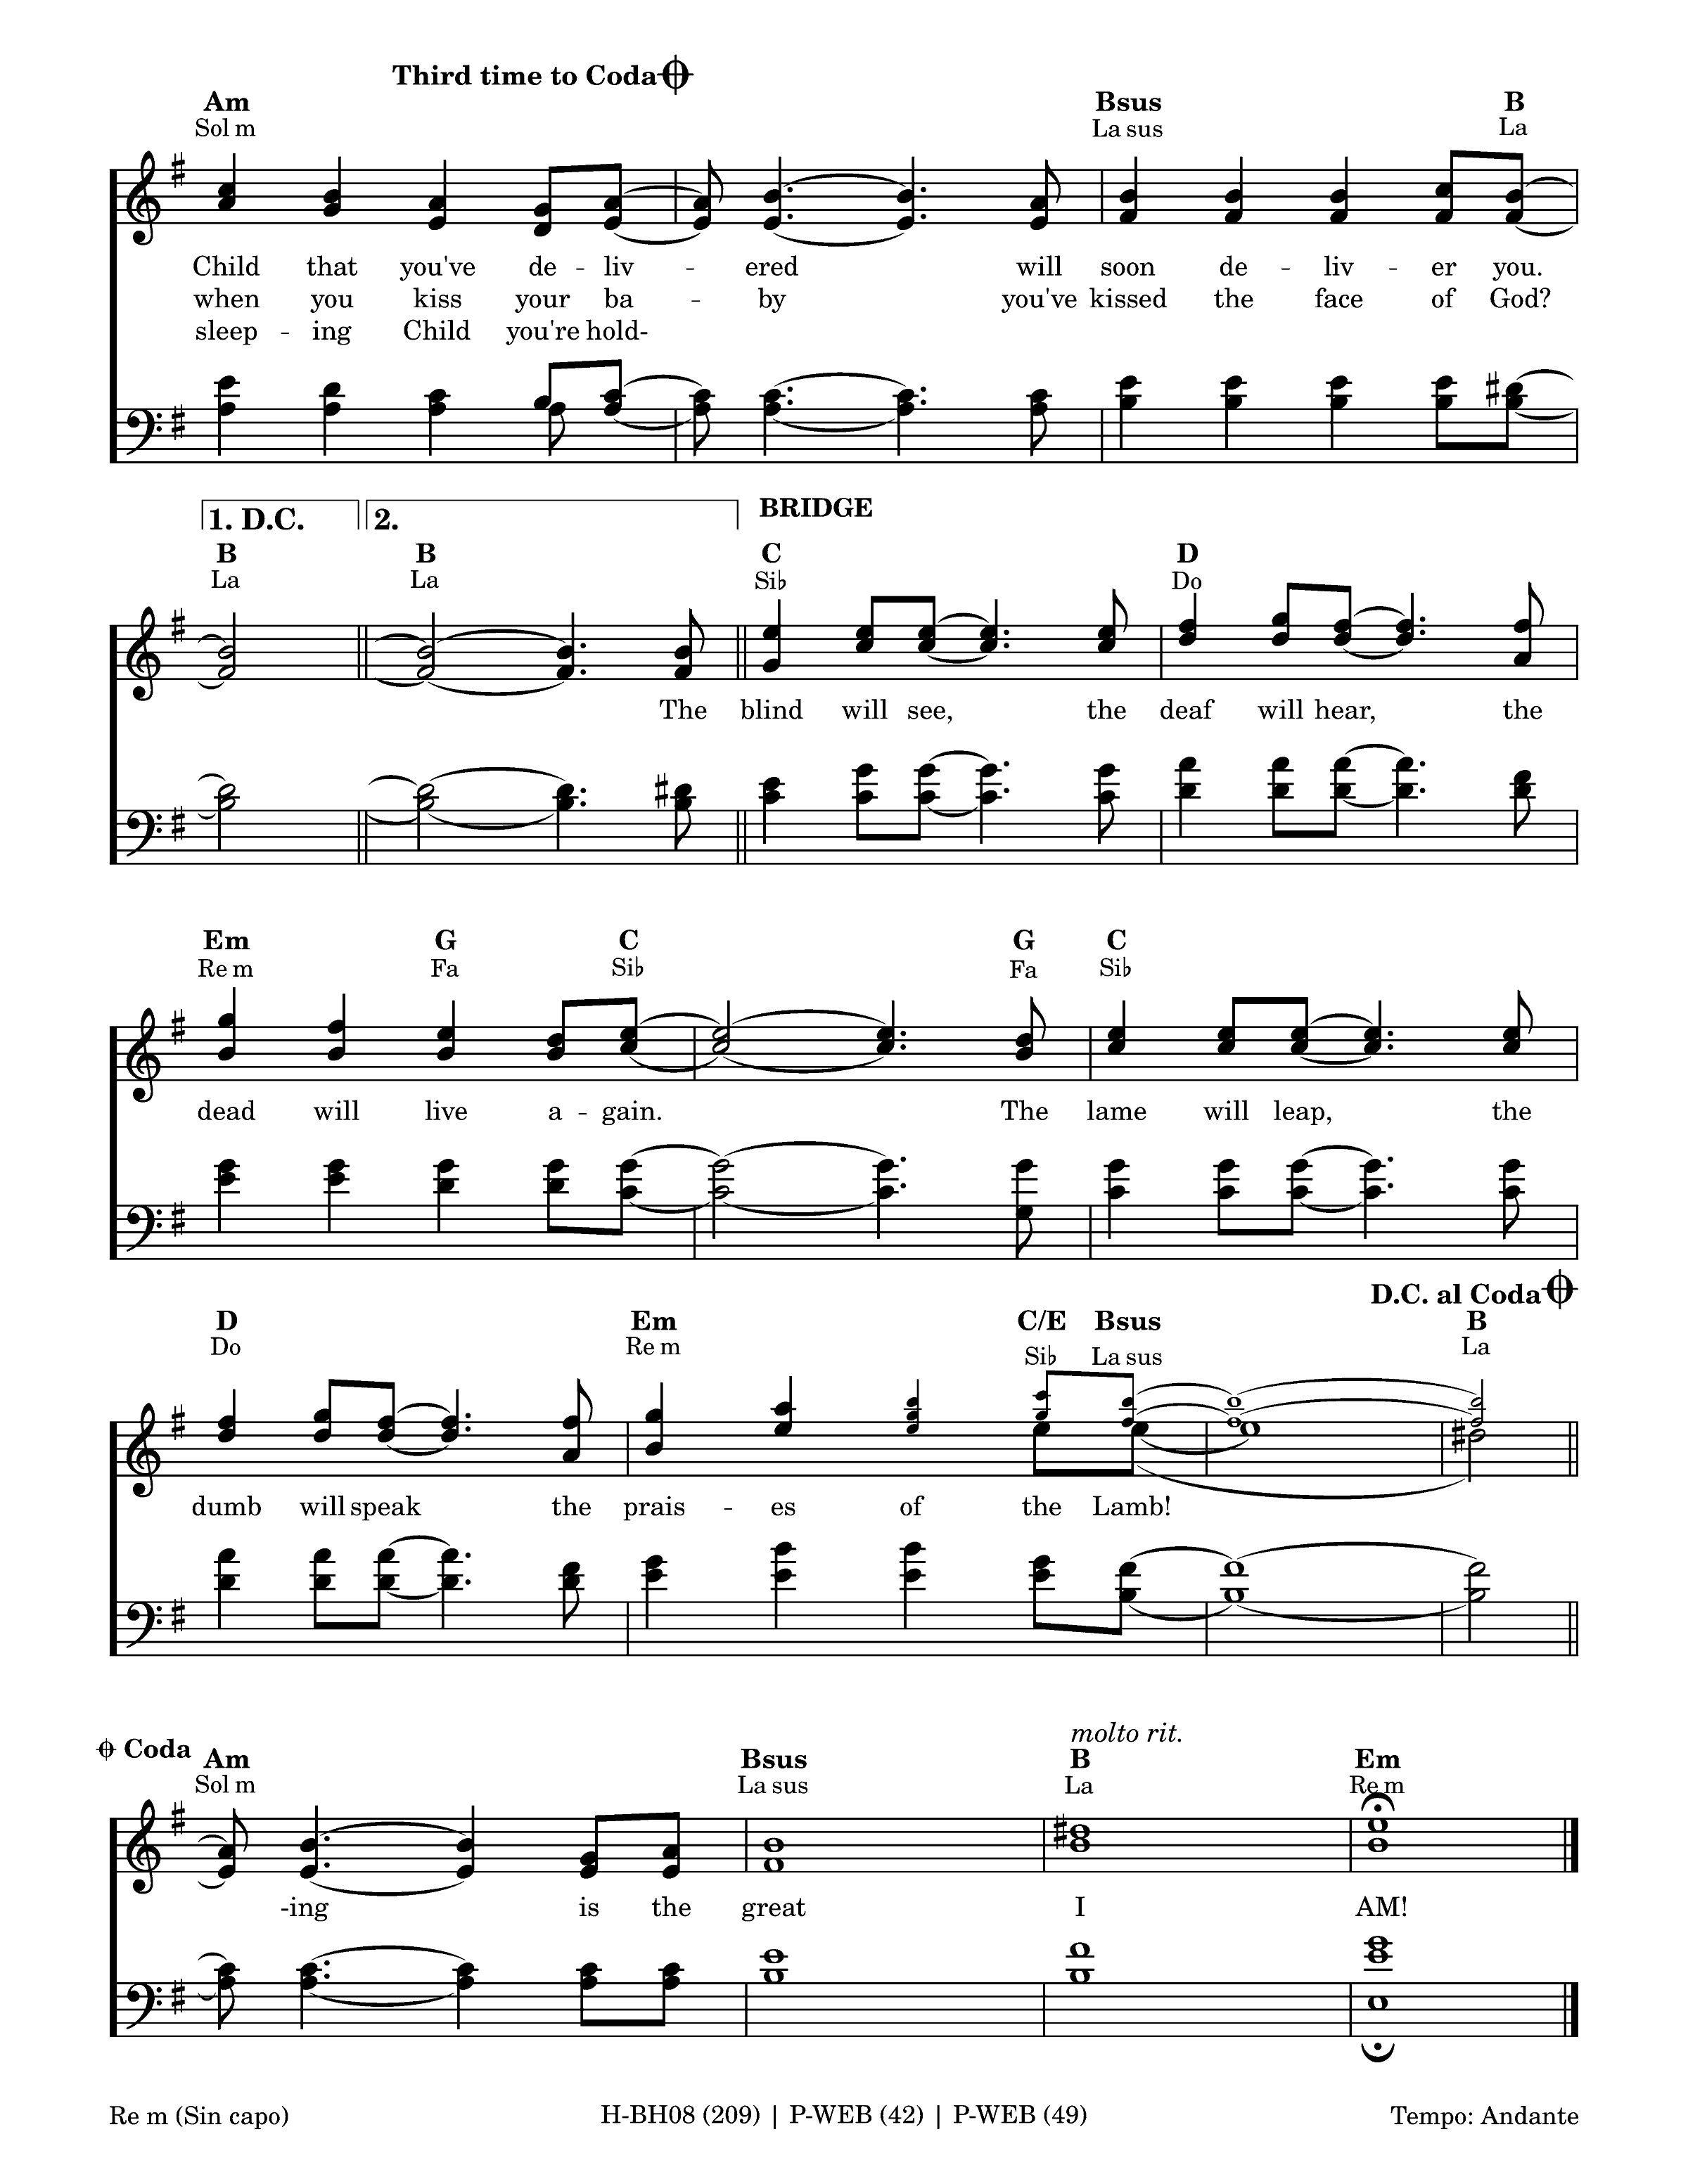 Third time to Coda
Am Bsus B
Sol m La sus La
Child that you've de - liv - ered will soon de - liv - er you.
when you kiss your ba - by you've kissed the face of God?
sleep - ing Child you're hold-
1. D.C. 2. BRIDGE
B B C D
La La Si♭ Do
The blind will see, the deaf will hear, the
Em G C G C
Re m Fa Si♭ Fa Si♭
dead will live a - gain. The lame will leap, the
D.C. al Coda
D Em C/E Bsus B
Do Re m Si♭ La sus La
dumb will speak the prais - es of the Lamb!
molto rit.
Coda Am Bsus B Em
Sol m La sus La Re m
-ing is the great I AM!
Re m (Sin capo) H-BH08 (209) | P-WEB (42) | P-WEB (49) Tempo: Andante